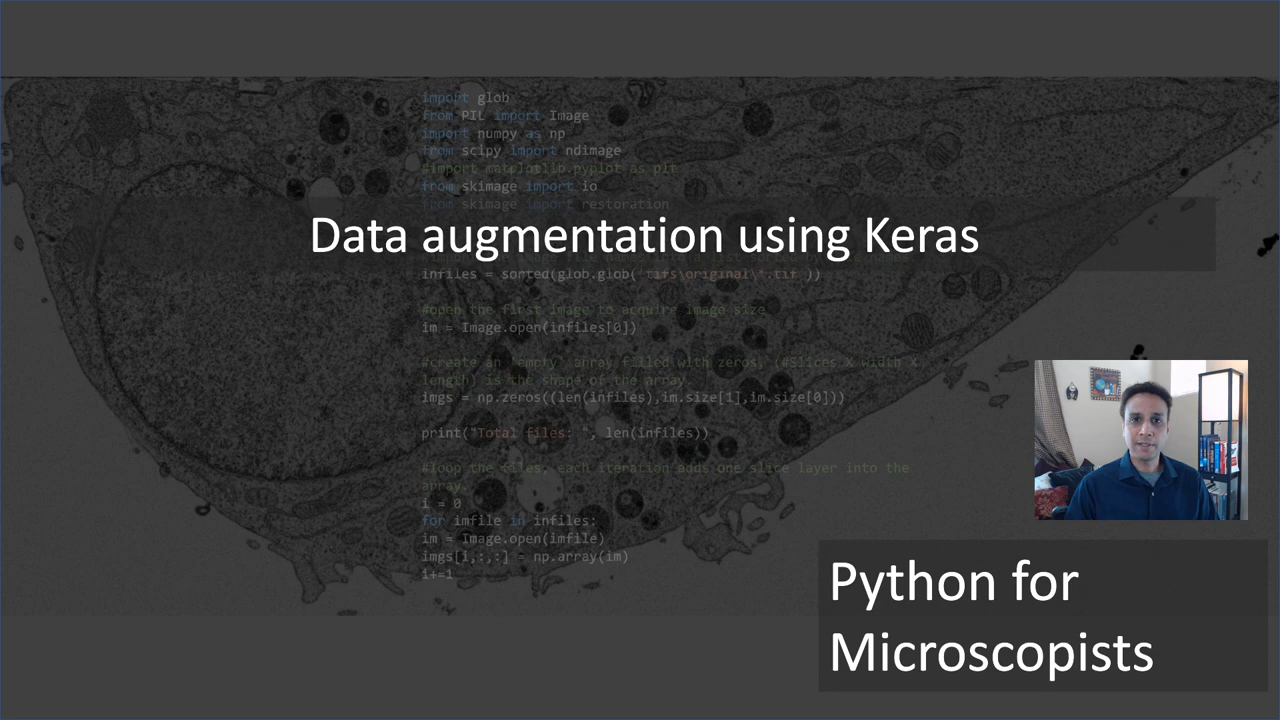 import glob
from PIL import Image
import numpy as np
from scipy import ndimage
#import matplotlib.pyplot as plt
from skimage import io
from skimage import restoration
Data augmentation using Keras
infiles = sorted(glob.glob('tifs\original\*.tif'))
#open the first image to acquire image size
im = Image.open(infiles[0])
#create an 'empty' array filled with zeros, (#Slices X width X
length) is the shape of the array.
imgs = np.zeros((len(infiles),im.size[1],im.size[0]))
print("Total files: ", len(infiles))
#loop the files, each iteration adds one slice layer into the
array.
i = 0
for imfile in infiles:
im = Image.open(imfile)
imgs[i,:,:] = np.array(im)
i+=1
Python for
Microscopists